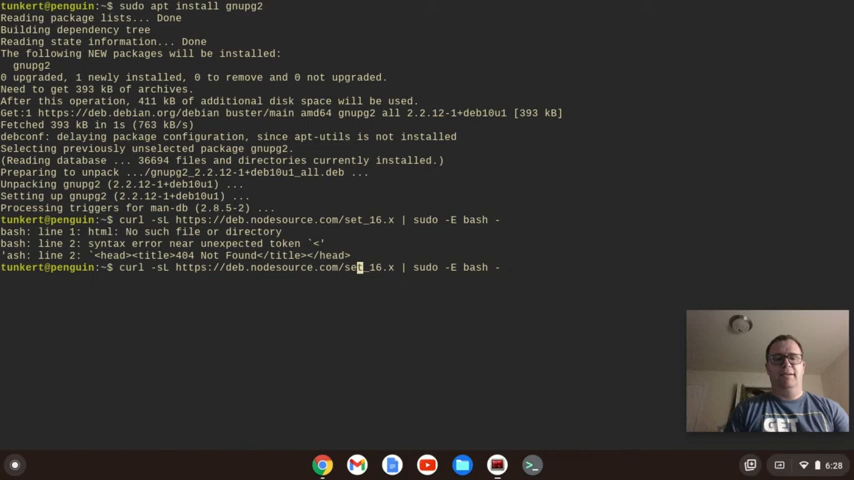 tunkert@penguin:~$ sudo apt install gnupg2
Reading package lists... Done
Building dependency tree
Reading state information... Done
The following NEW packages will be installed:
  gnupg2
0 upgraded, 1 newly installed, 0 to remove and 0 not upgraded.
Need to get 393 kB of archives.
After this operation, 411 kB of additional disk space will be used.
Get:1 https://deb.debian.org/debian buster/main amd64 gnupg2 all 2.2.12-1+deb10u1 [393 kB]
Fetched 393 kB in 1s (763 kB/s)
debconf: delaying package configuration, since apt-utils is not installed
Selecting previously unselected package gnupg2.
(Reading database ... 36694 files and directories currently installed.)
Preparing to unpack .../gnupg2_2.2.12-1+deb10u1_all.deb ...
Unpacking gnupg2 (2.2.12-1+deb10u1) ...
Setting up gnupg2 (2.2.12-1+deb10u1) ...
Processing triggers for man-db (2.8.5-2) ...
tunkert@penguin:~$ curl -sL https://deb.nodesource.com/set_16.x | sudo -E bash -
bash: line 1: html: No such file or directory
bash: line 2: syntax error near unexpected token `<'
'ash: line 2: `<head><title>404 Not Found</title></head>
tunkert@penguin:~$ curl -sL https://deb.nodesource.com/set_16.x | sudo -E bash -
GET
6:28